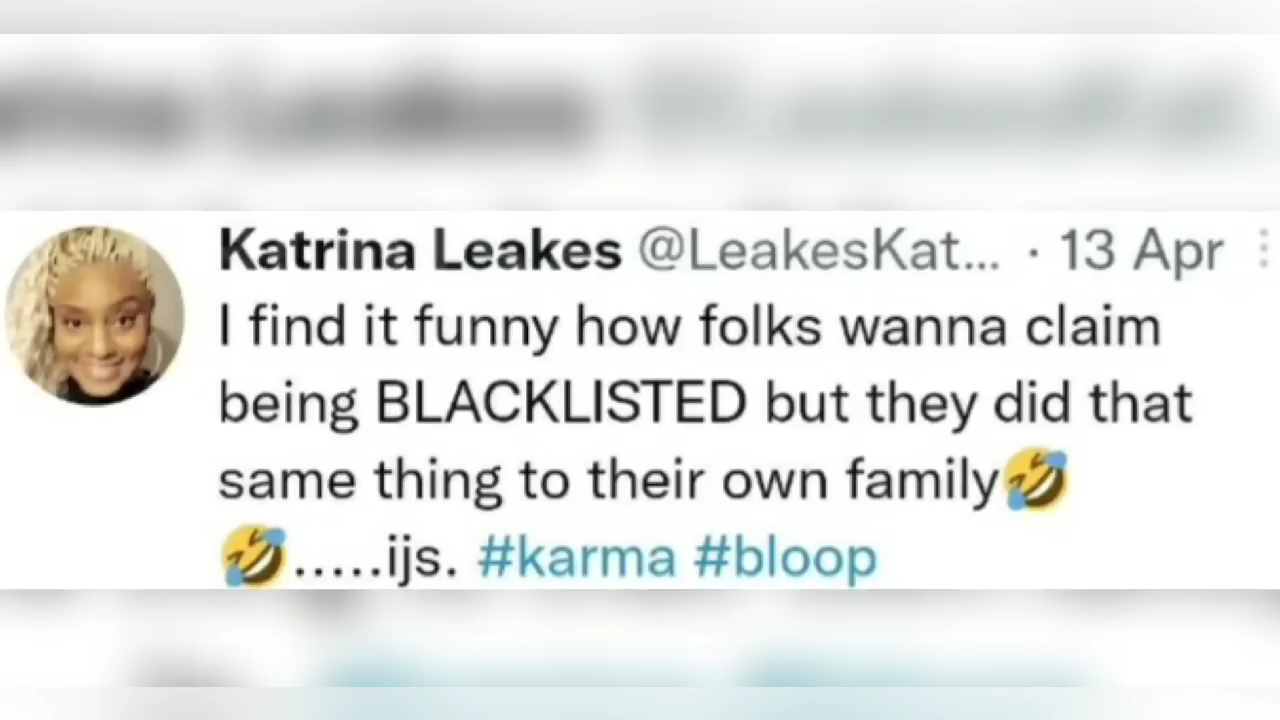 Katrina Leakes @LeakesKat... · 13 Apr
I find it funny how folks wanna claim
being BLACKLISTED but they did that
same thing to their own family🤣
🤣.....ijs. #karma #bloop